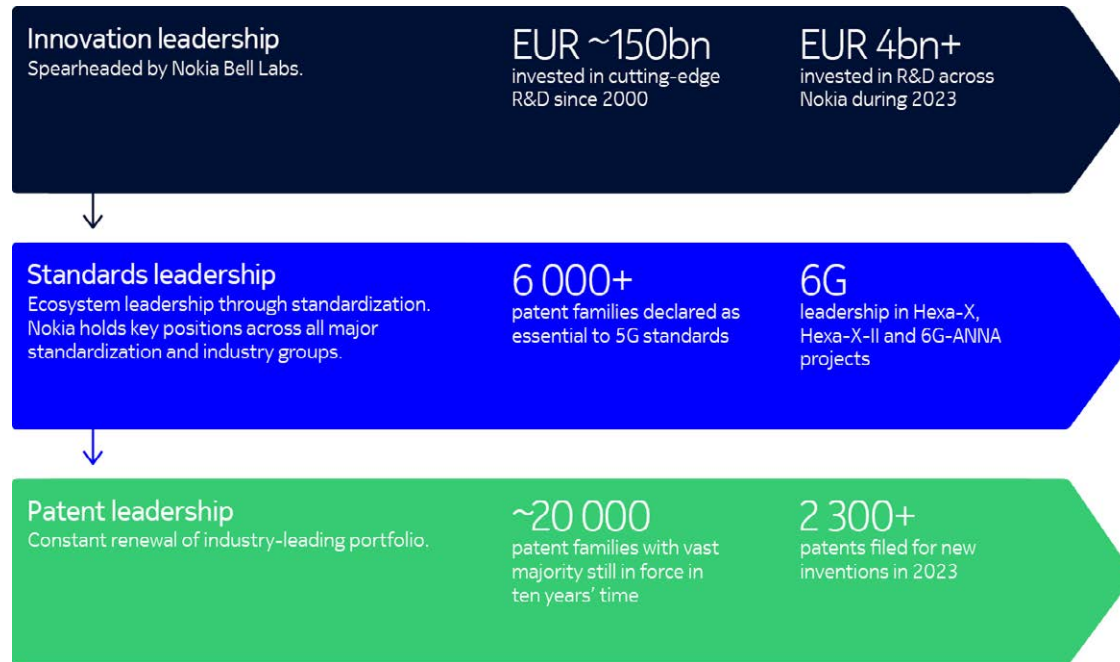 Innovation leadership
Spearheaded by Nokia Bell Labs.
EUR ~150bn
invested in cutting-edge
R&D since 2000
EUR 4bn+
invested in R&D across
Nokia during 2023
Standards leadership
Ecosystem leadership through standardization.
Nokia holds key positions across all major
standardization and industry groups.
6 000+
patent families declared as
essential to 5G standards
6G
leadership in Hexa-X,
Hexa-X-II and 6G-ANNA
projects
Patent leadership
Constant renewal of industry-leading portfolio.
~20 000
patent families with vast
majority still in force in
ten years' time
2 300+
patents filed for new
inventions in 2023